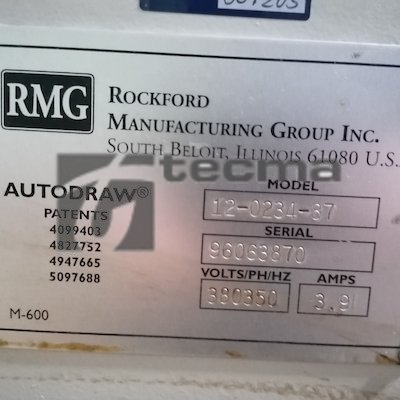 RMG
ROCKFORD
MANUFACTURING GROUP INC.
SOUTH BELOIT, ILLINOIS 61080 U.S.
tecma
AUTODRAW®
PATENTS
4099403
4827752
4947665
5097688
MODEL
12-0234-37
SERIAL
96063870
VOLTS/PH/HZ
380350
AMPS
3.9
M-600